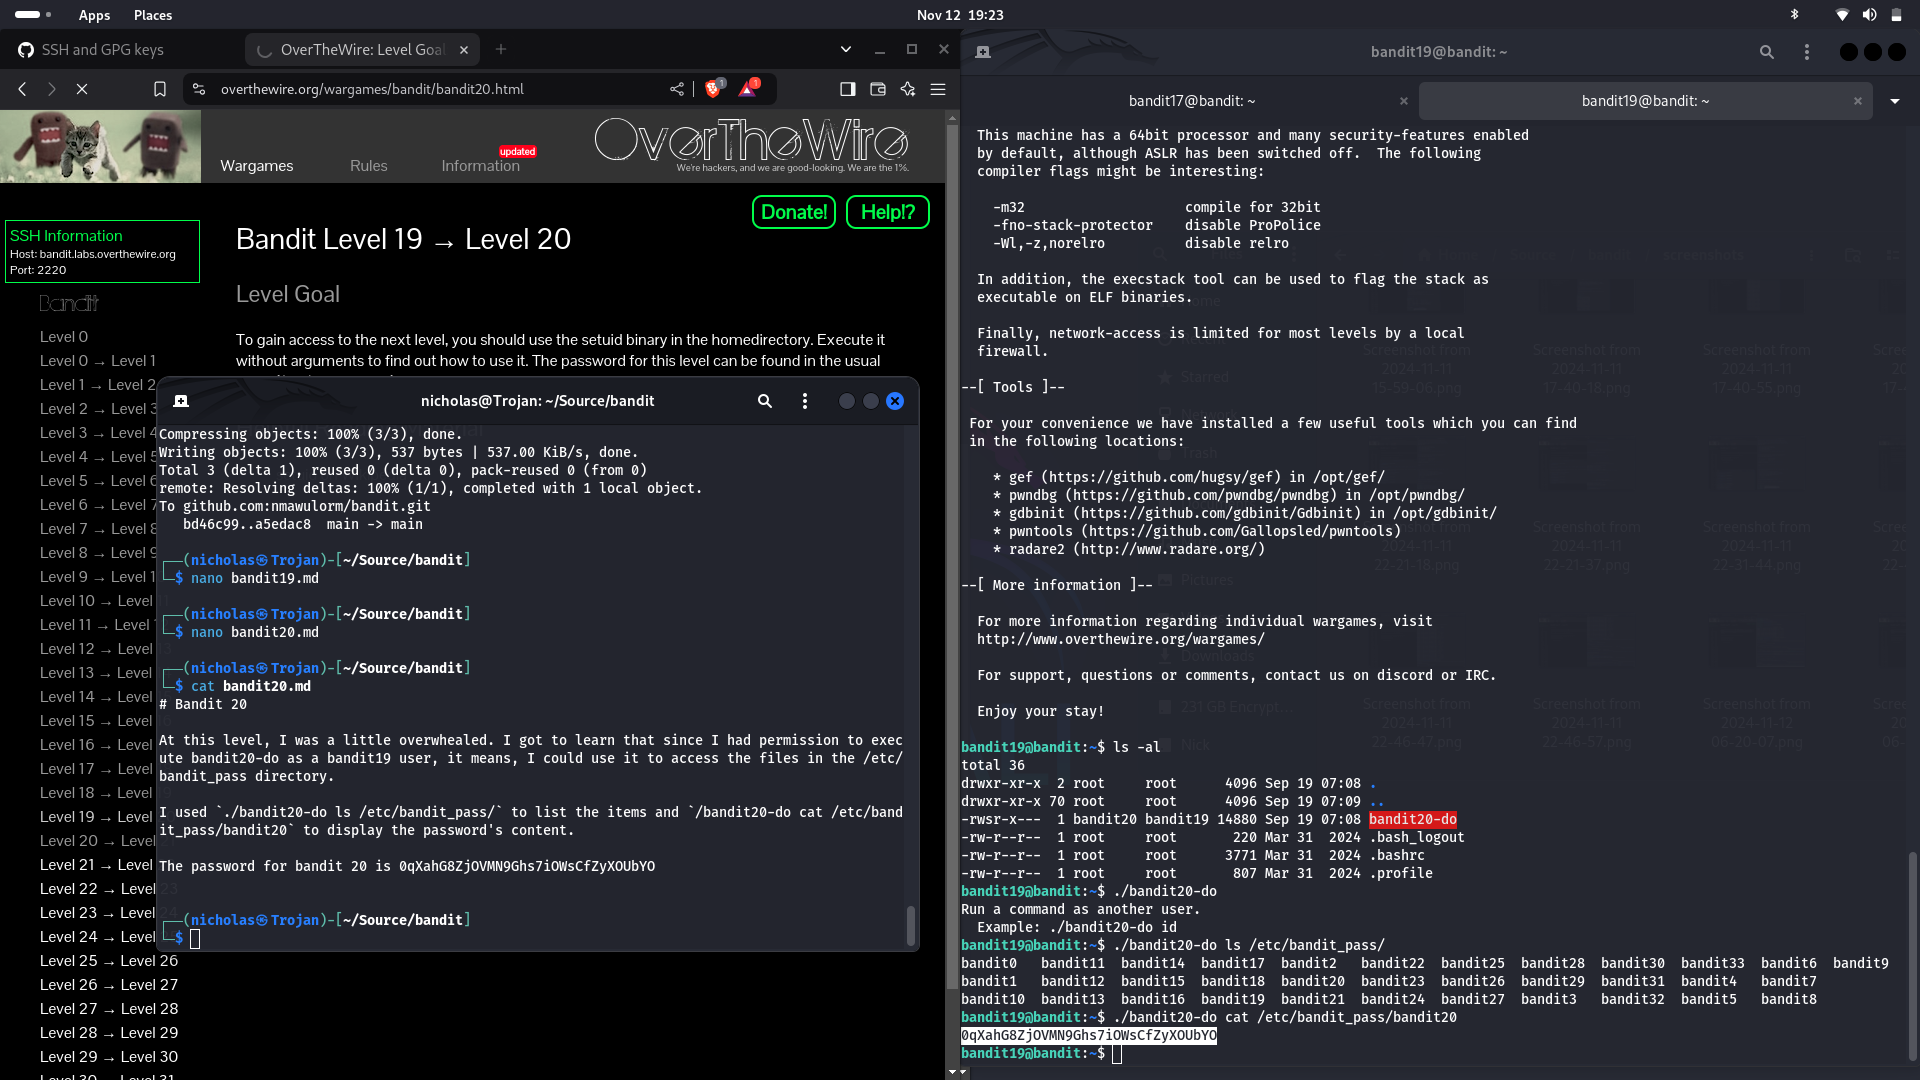 Apps Places
Nov 12 19:23
SSH and GPG keys
OverTheWire: Level Goal
overthewire.org/wargames/bandit/bandit20.html
1
1
OverTheWire
We're hackers, and we are good-looking. We are the 1%.
Wargames
Rules
updated
Information
Donate!
Help!?
SSH Information
Host: bandit.labs.overthewire.org
Port: 2220
Bandit
Level 0
Level 0 → Level 1
Level 1 → Level 2
Level 2 → Level 3
Level 3 → Level 4
Level 4 → Level 5
Level 5 → Level 6
Level 6 → Level 7
Level 7 → Level 8
Level 8 → Level 9
Level 9 → Level 1
Level 10 → Level
Level 11 → Level
Level 12 → Level
Level 13 → Level
Level 14 → Level
Level 15 → Level
Level 16 → Level
Level 17 → Level
Level 18 → Level
Level 19 → Level
Level 20 → Level
Level 21 → Level
Level 22 → Level 23
Level 23 → Level 24
Level 24 → Level
Level 25 → Level 26
Level 26 → Level 27
Level 27 → Level 28
Level 28 → Level 29
Level 29 → Level 30
Level 30 → Level 31
Bandit Level 19 → Level 20
Level Goal
To gain access to the next level, you should use the setuid binary in the homedirectory. Execute it
without arguments to find out how to use it. The password for this level can be found in the usual
nicholas@Trojan: ~/Source/bandit
Compressing objects: 100% (3/3), done.
Writing objects: 100% (3/3), 537 bytes | 537.00 KiB/s, done.
Total 3 (delta 1), reused 0 (delta 0), pack-reused 0 (from 0)
remote: Resolving deltas: 100% (1/1), completed with 1 local object.
To github.com:nmawulorm/bandit.git
   bd46c99..a5edac8  main -> main
┌──(nicholas㉿Trojan)-[~/Source/bandit]
└─$ nano bandit19.md
┌──(nicholas㉿Trojan)-[~/Source/bandit]
└─$ nano bandit20.md
┌──(nicholas㉿Trojan)-[~/Source/bandit]
└─$ cat bandit20.md
# Bandit 20
At this level, I was a little overwhealed. I got to learn that since I had permission to exec
ute bandit20-do as a bandit19 user, it means, I could use it to access the files in the /etc/
bandit_pass directory.
I used `./bandit20-do ls /etc/bandit_pass/` to list the items and `/bandit20-do cat /etc/band
it_pass/bandit20` to display the password's content.
The password for bandit 20 is 0qXahG8ZjOVMN9Ghs7iOWsCfZyXOUbYO
┌──(nicholas㉿Trojan)-[~/Source/bandit]
└─$
bandit19@bandit: ~
bandit17@bandit: ~
bandit19@bandit: ~
This machine has a 64bit processor and many security-features enabled
by default, although ASLR has been switched off.  The following
compiler flags might be interesting:
-m32                    compile for 32bit
-fno-stack-protector    disable ProPolice
-Wl,-z,norelro          disable relro
In addition, the execstack tool can be used to flag the stack as
executable on ELF binaries.
Finally, network-access is limited for most levels by a local
firewall.
--[ Tools ]--
For your convenience we have installed a few useful tools which you can find
in the following locations:
* gef (https://github.com/hugsy/gef) in /opt/gef/
* pwndbg (https://github.com/pwndbg/pwndbg) in /opt/pwndbg/
* gdbinit (https://github.com/gdbinit/Gdbinit) in /opt/gdbinit/
* pwntools (https://github.com/Gallopsled/pwntools)
* radare2 (http://www.radare.org/)
--[ More information ]--
For more information regarding individual wargames, visit
http://www.overthewire.org/wargames/
For support, questions or comments, contact us on discord or IRC.
Enjoy your stay!
bandit19@bandit:~$ ls -al
total 36
drwxr-xr-x  2 root     root      4096 Sep 19 07:08 .
drwxr-xr-x 70 root     root      4096 Sep 19 07:09 ..
-rwsr-x---  1 bandit20 bandit19 14880 Sep 19 07:08 bandit20-do
-rw-r--r--  1 root     root       220 Mar 31  2024 .bash_logout
-rw-r--r--  1 root     root      3771 Mar 31  2024 .bashrc
-rw-r--r--  1 root     root       807 Mar 31  2024 .profile
bandit19@bandit:~$ ./bandit20-do
Run a command as another user.
  Example: ./bandit20-do id
bandit19@bandit:~$ ./bandit20-do ls /etc/bandit_pass/
bandit0   bandit11  bandit14  bandit17  bandit2   bandit22  bandit25  bandit28  bandit30  bandit33  bandit6  bandit9
bandit1   bandit12  bandit15  bandit18  bandit20  bandit23  bandit26  bandit29  bandit31  bandit4   bandit7
bandit10  bandit13  bandit16  bandit19  bandit21  bandit24  bandit27  bandit3   bandit32  bandit5   bandit8
bandit19@bandit:~$ ./bandit20-do cat /etc/bandit_pass/bandit20
0qXahG8ZjOVMN9Ghs7iOWsCfZyXOUbYO
bandit19@bandit:~$